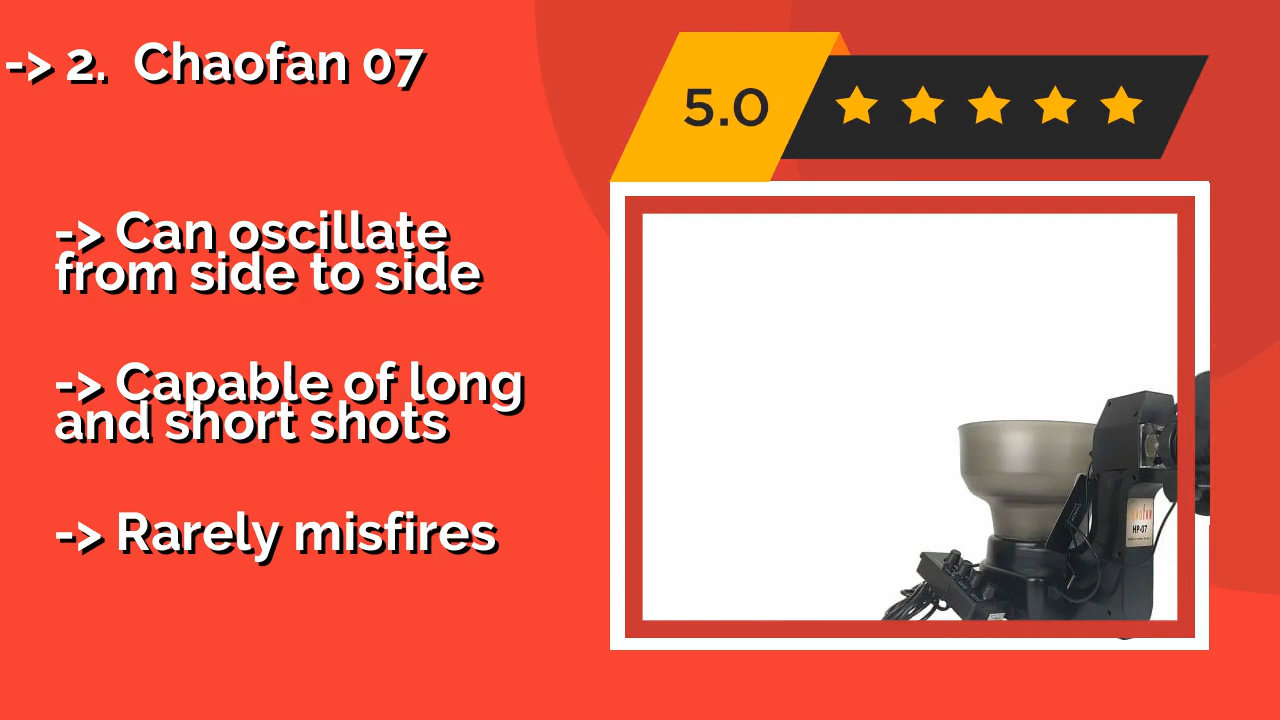 -> 2. Chaofan 07
5.0
-> Can oscillate
from side to side
-> Capable of long
and short shots
-> Rarely misfires
HP-07